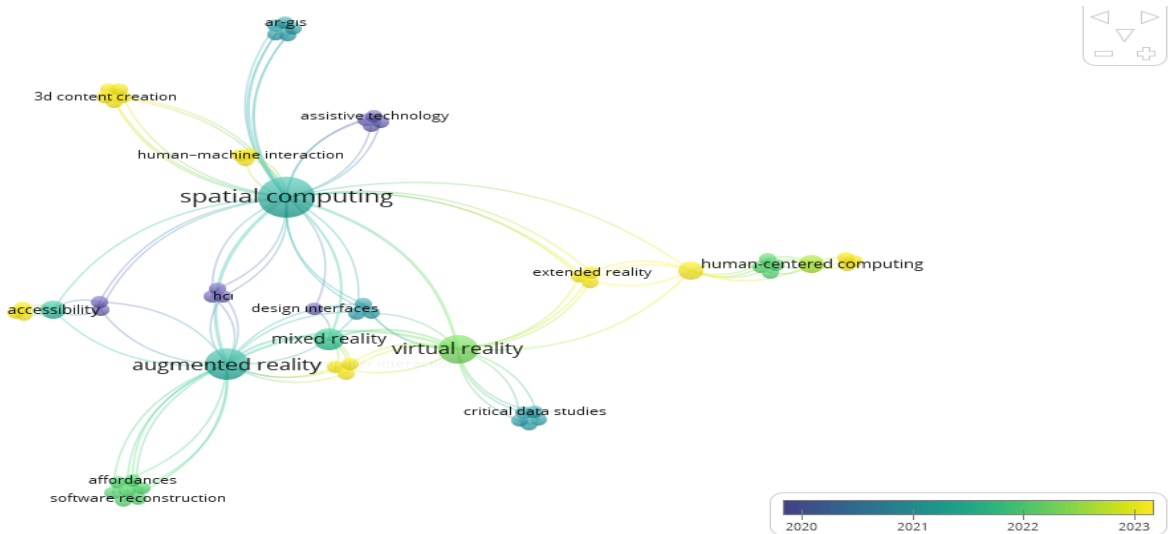 ar-gis
3d content creation
assistive technology
human–machine interaction
spatial computing
human-centered computing
extended reality
accessibility
hci
design interfaces
mixed reality
virtual reality
augmented reality
critical data studies
affordances
software reconstruction
2020 2021 2022 2023